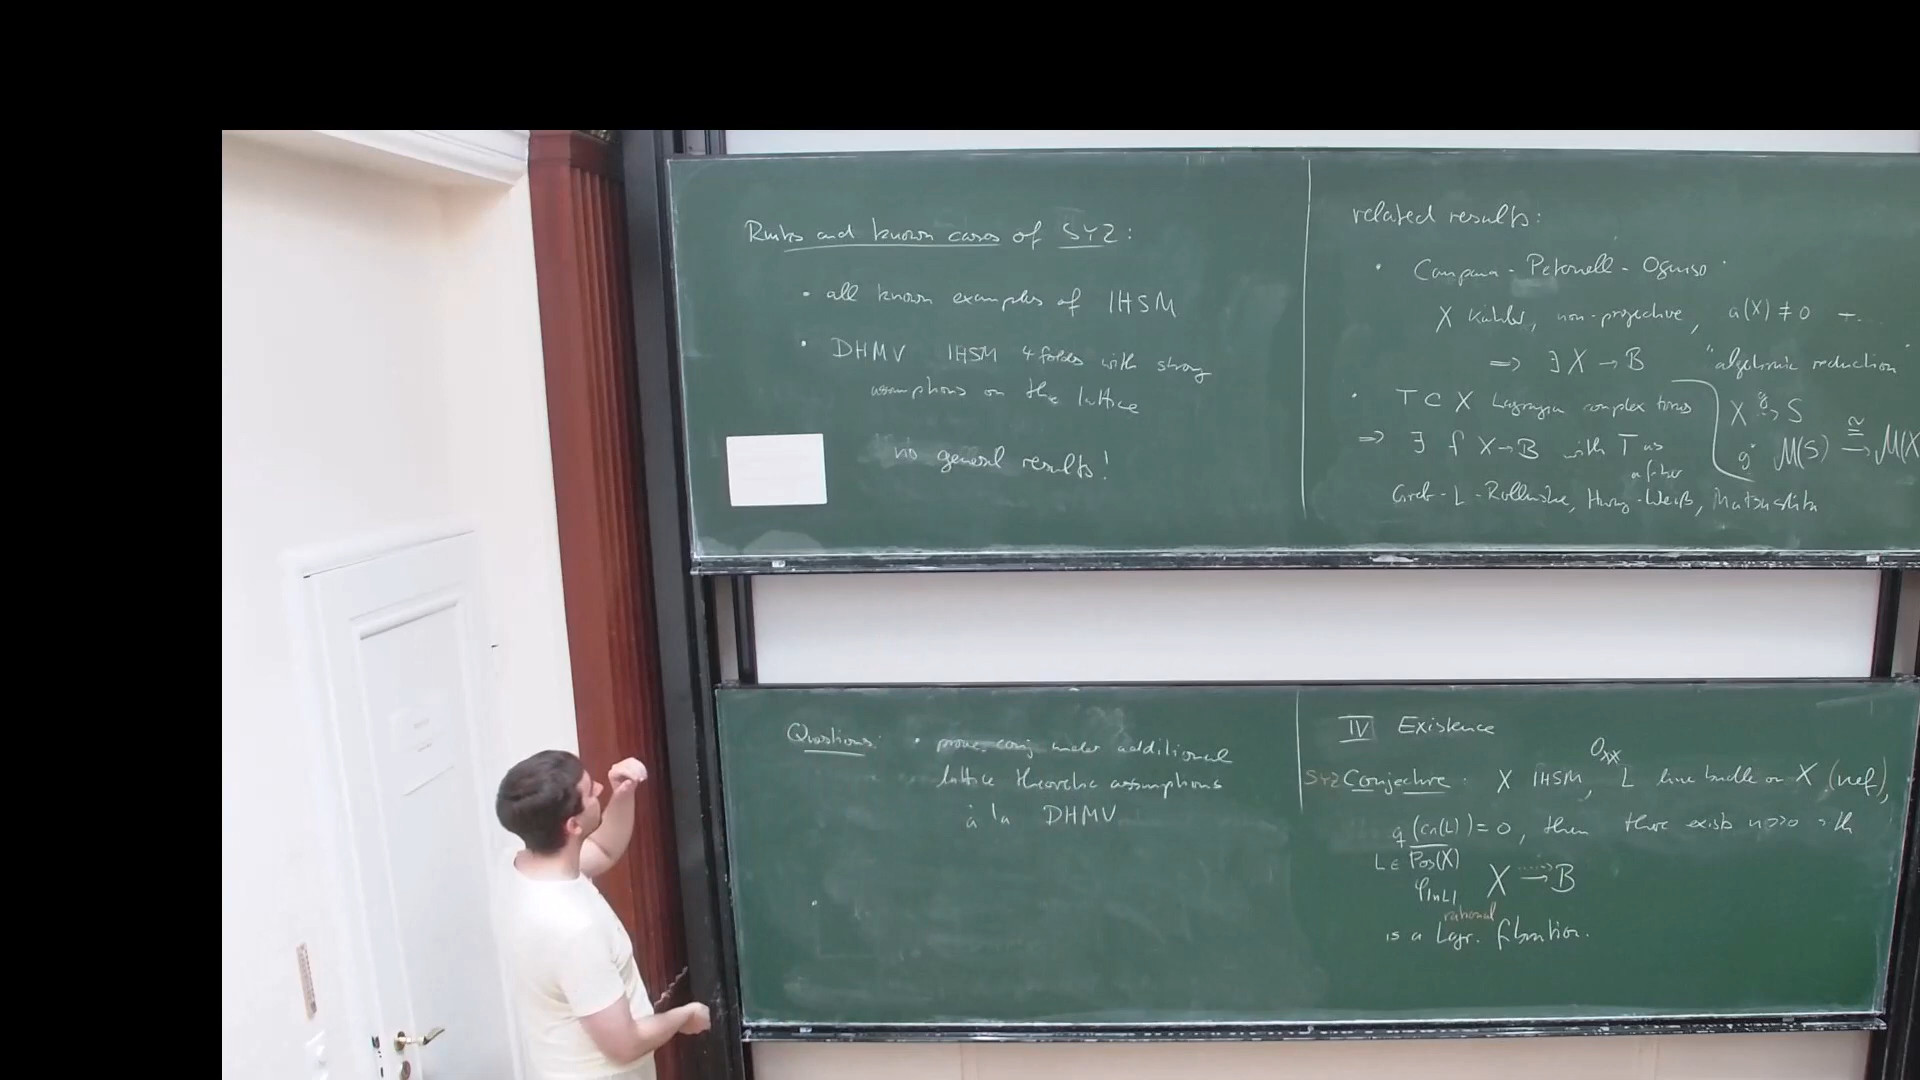 Rmks and known cases of SYZ:
• all known examples of IHSM
• DHMV IHSM 4folds with strong
assumptions on the lattice
no general results!
related results:
• Campana - Peternell - Oguiso
X Kähler, non-projective, a(X) ≠ 0 +...
⇒ ∃ X → B "algebraic reduction"
• T ⊂ X Lagrangian complex torus
⇒ ∃ f X → B with T as
a fiber
X ⇢ S
g* M(S) ≅→ M(X
Greb - L - Rollenske, Hwang - Weiß, Matsushita
Questions: • prove conj under additional
lattice theoretic assumptions
à la DHMV
IV Existence
SYZ Conjecture: X IHSM, L line bundle on X (nef),
q(c₁(L)) = 0, then there exists n>>0 s.th
L ∈ Pos(X)
φ|nL| X → B
rational
is a Lagr. fibration.